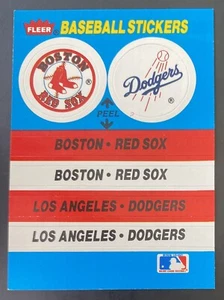 FLEER
BASEBALL STICKERS
BOSTON
RED SOX
®
Dodgers
®
PEEL
BOSTON • RED SOX
BOSTON • RED SOX
LOS ANGELES • DODGERS
LOS ANGELES • DODGERS